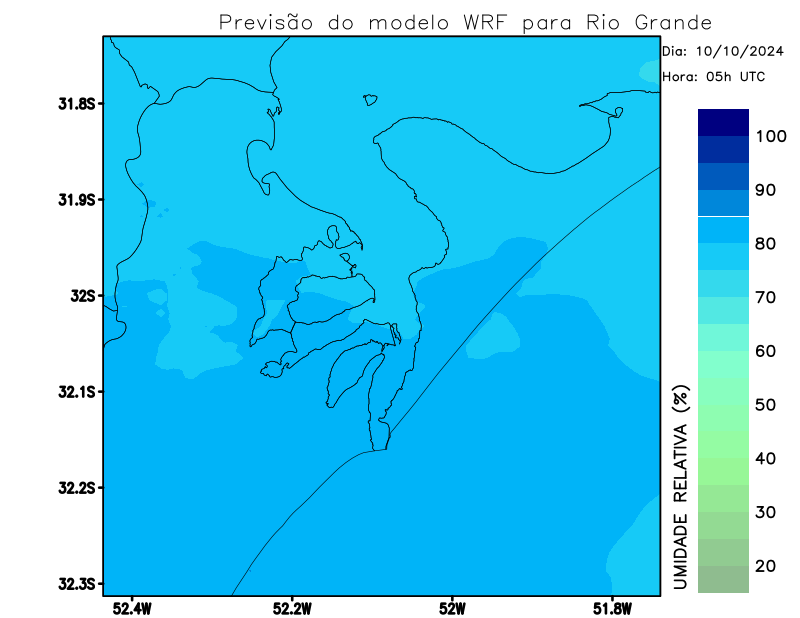 Previsão do modelo WRF para Rio Grande
Dia: 10/10/2024
Hora: 05h UTC
31.8S
31.9S
32S
32.1S
32.2S
32.3S
52.4W
52.2W
52W
51.8W
UMIDADE RELATIVA (%)
100
90
80
70
60
50
40
30
20